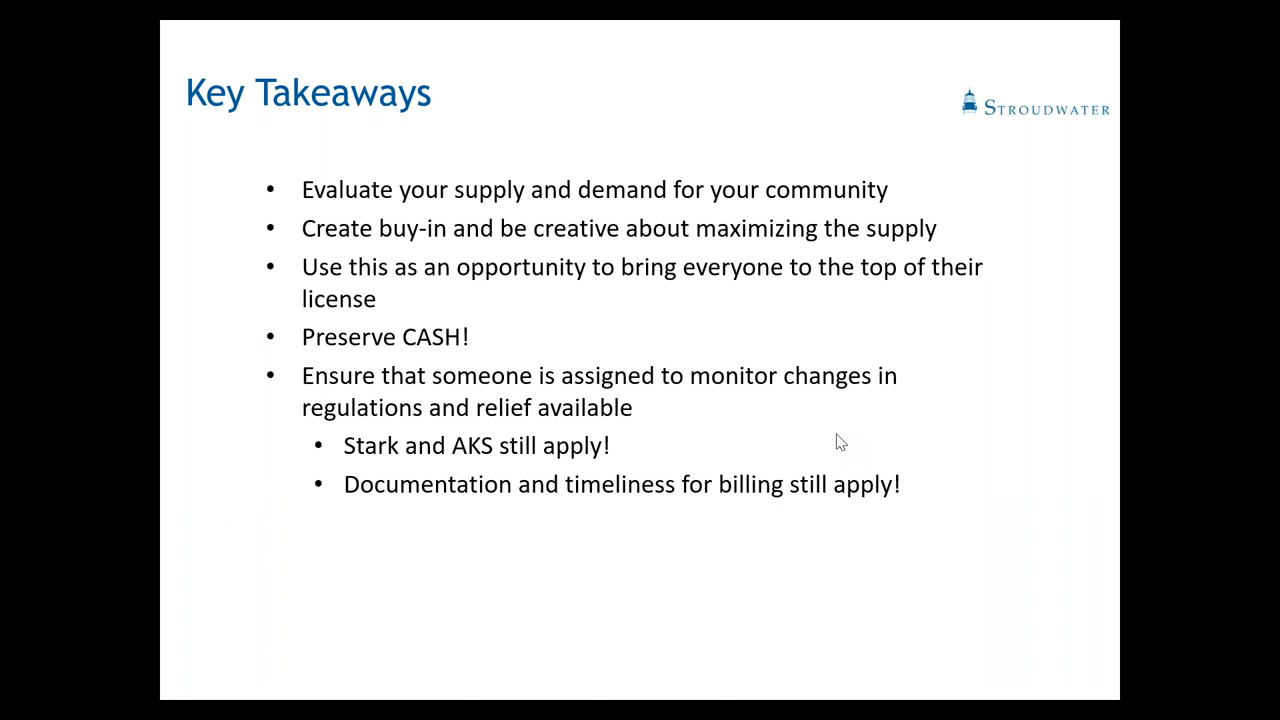 Key Takeaways
STROUDWATER
• Evaluate your supply and demand for your community
• Create buy-in and be creative about maximizing the supply
• Use this as an opportunity to bring everyone to the top of their
license
• Preserve CASH!
• Ensure that someone is assigned to monitor changes in
regulations and relief available
• Stark and AKS still apply!
• Documentation and timeliness for billing still apply!